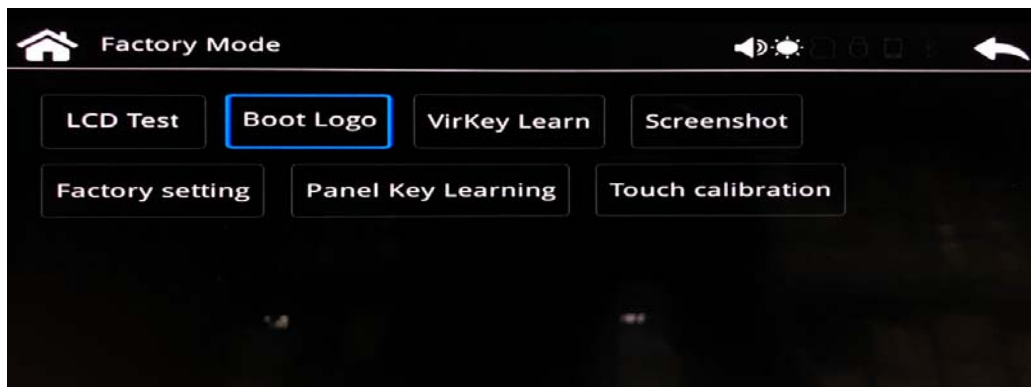 Factory Mode
LCD Test Boot Logo VirKey Learn Screenshot
Factory setting Panel Key Learning Touch calibration